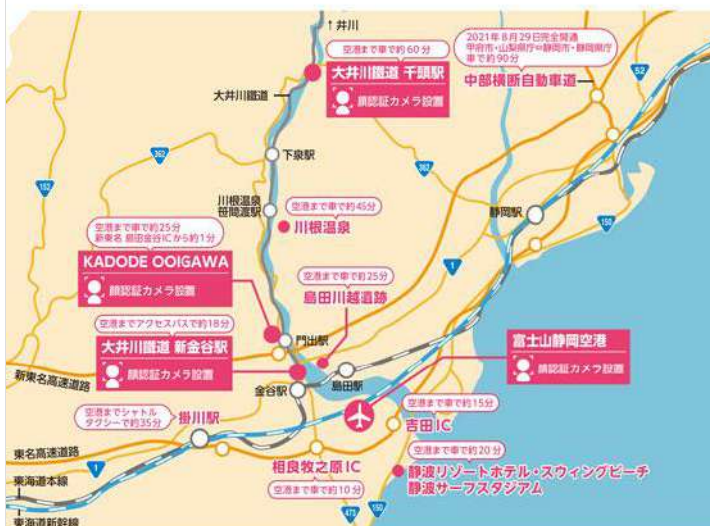 ↑井川
空港まで車で約60分
大井川鐵道 千頭駅
顔認証カメラ設置
2021年8月29日完全開通
甲府市・山梨県庁⇔静岡市・静岡県庁
車で約90分
中部横断自動車道
52
大井川鐵道
362
362
152
下泉駅
川根温泉
笹間渡駅
空港まで車で約45分
川根温泉
静岡駅
150
空港まで車で約25分
新東名 島田金谷ICから約1分
KADODE OOIGAWA
顔認証カメラ設置
1
空港まで車で約25分
島田川越遺跡
空港までアクセスバスで約18分
大井川鐵道 新金谷駅
顔認証カメラ設置
門出駅
富士山静岡空港
顔認証カメラ設置
新東名高速道路
金谷駅
島田駅
空港までシャトル
タクシーで約35分
掛川駅
空港まで車で約15分
吉田IC
東名高速道路
1
相良牧之原IC
空港まで車で約10分
空港まで車で約20分
静波リゾートホテル・スウィングビーチ
静波サーフスタジアム
東海道本線
東海道新幹線
473
150